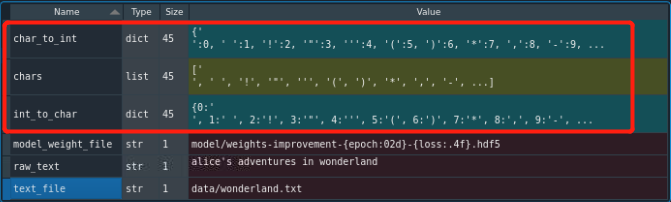 Name Type Size Value
char_to_int dict 45 {'
':0, ' ':1, '!':2, '"':3, ''':4, '(':5, ')':6, '*':7, ',':8, '-':9, ...
chars list 45 ['
', ' ', '!', '"', ''', '(', ')', '*', ',', '-', ...]
int_to_char dict 45 {0:'
', 1:' ', 2:'!', 3:'"', 4:''', 5:'(', 6:')', 7:'*', 8:',', 9:'-', ...
model_weight_file str 1 model/weights-improvement-{epoch:02d}-{loss:.4f}.hdf5
raw_text str 1 alice's adventures in wonderland
text_file str 1 data/wonderland.txt